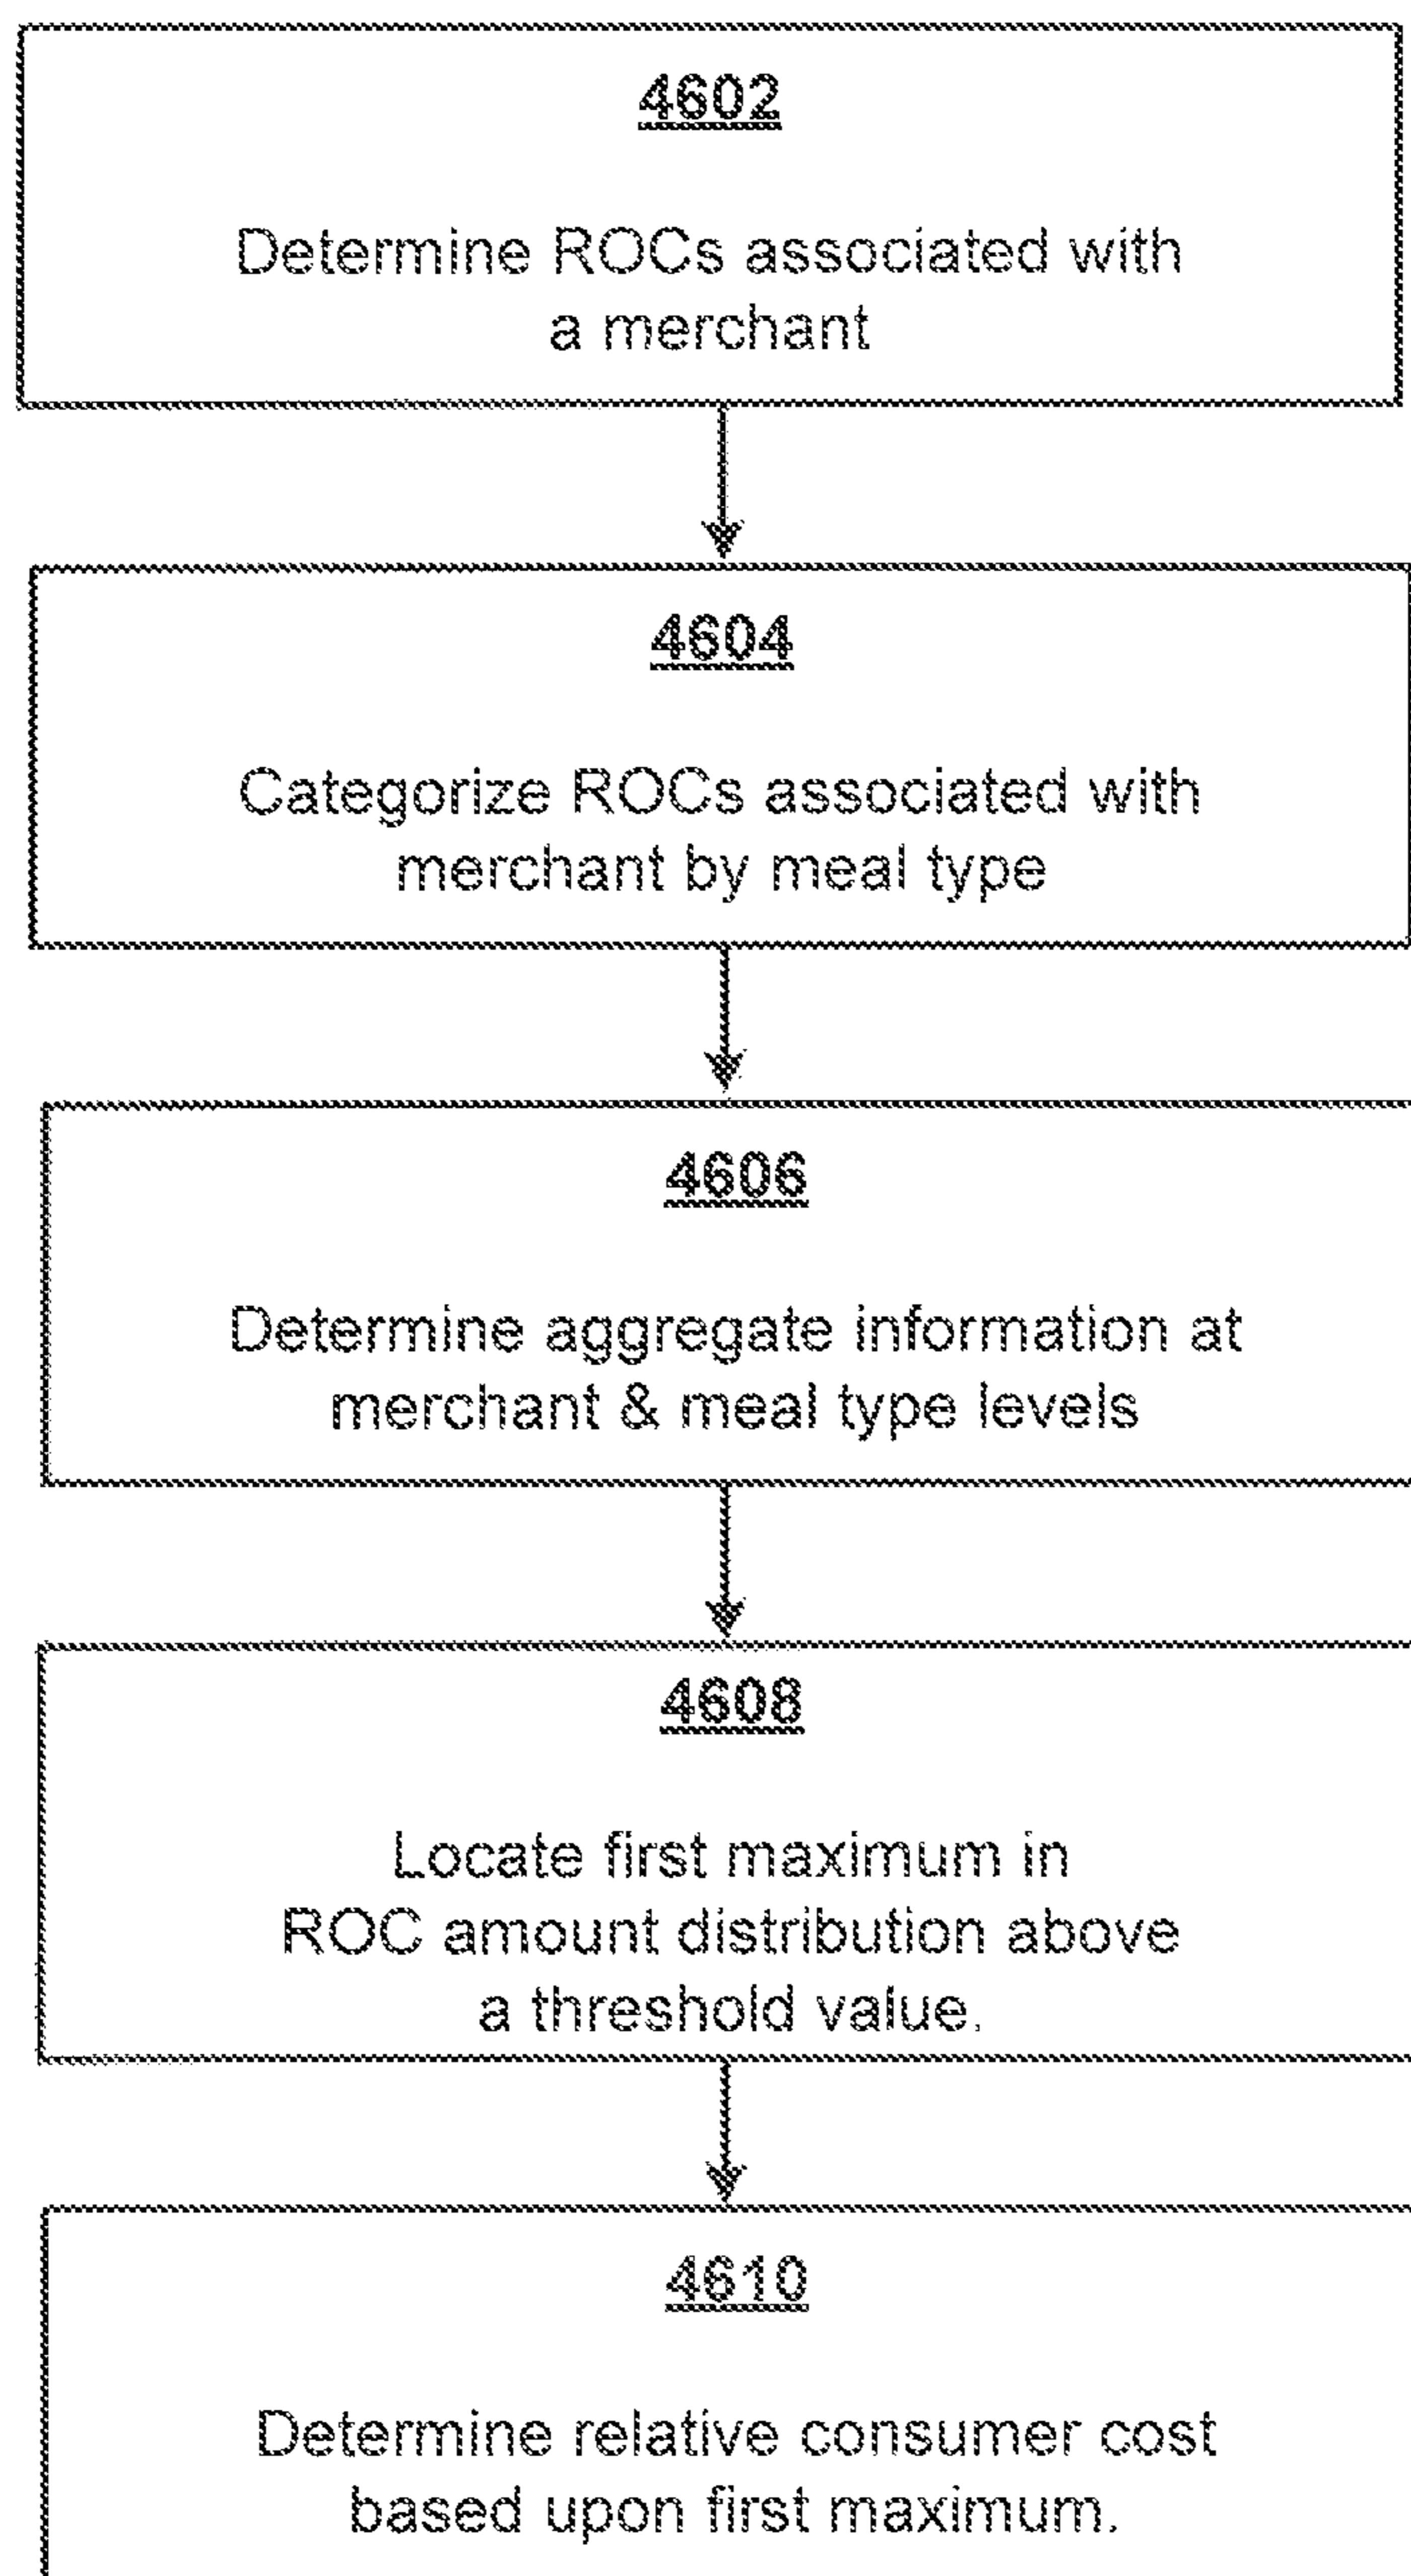 4602
Determine ROCs associated with
a merchant
4604
Categorize ROCs associated with
merchant by meal type
4606
Determine aggregate information at
merchant & meal type levels
4608
Locate first maximum in
ROC amount distribution above
a threshold value.
4610
Determine relative consumer cost
based upon first maximum.